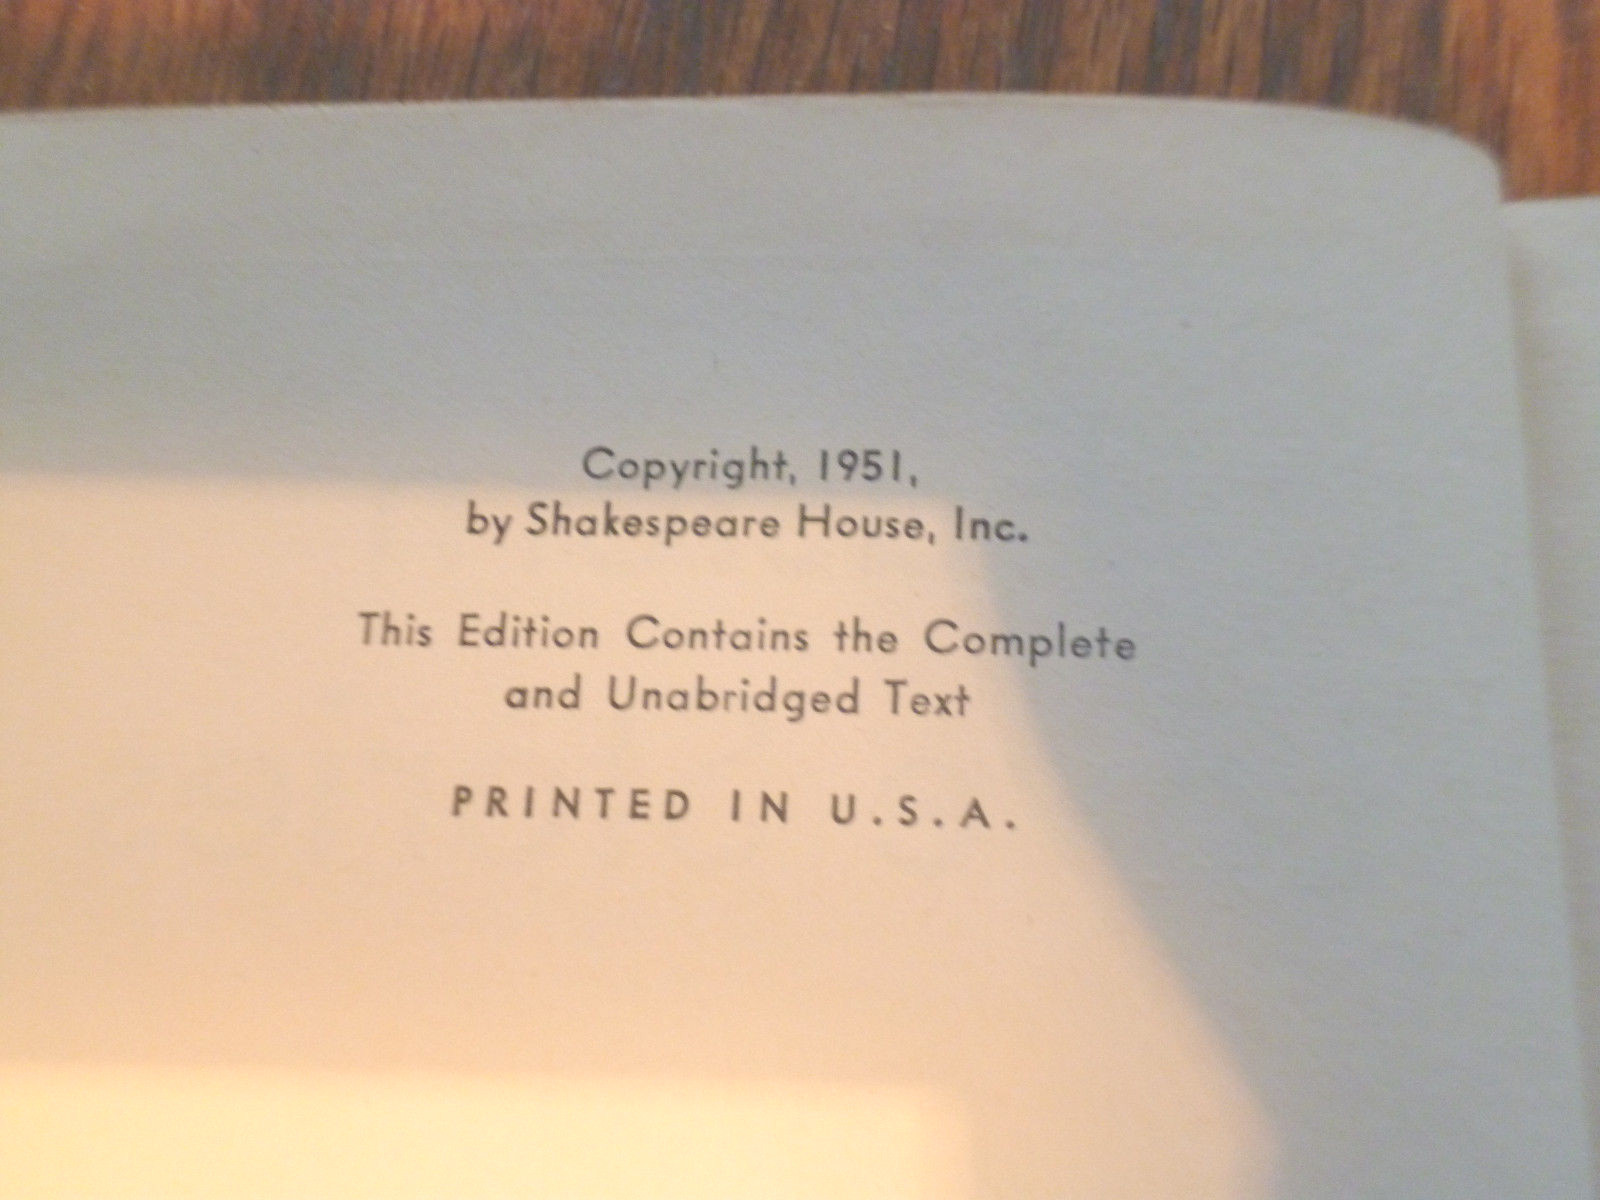 Copyright, 1951,
by Shakespeare House, Inc.
This Edition Contains the Complete
and Unabridged Text
PRINTED IN U.S.A.